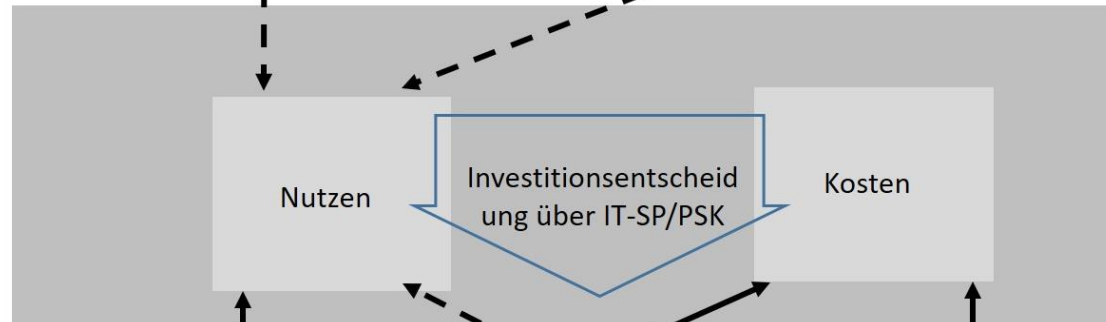 Nutzen
Investitionsentscheid
ung über IT-SP/PSK
Kosten